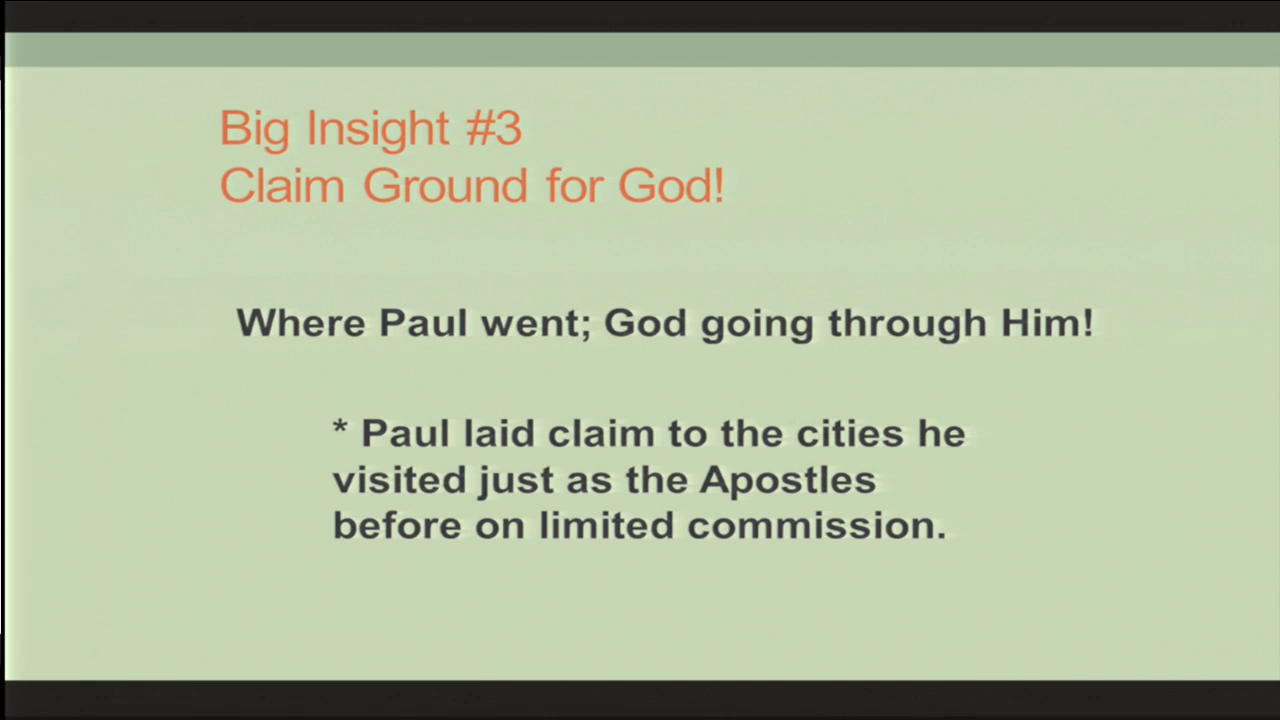 Big Insight #3
Claim Ground for God!
Where Paul went; God going through Him!
* Paul laid claim to the cities he
visited just as the Apostles
before on limited commission.